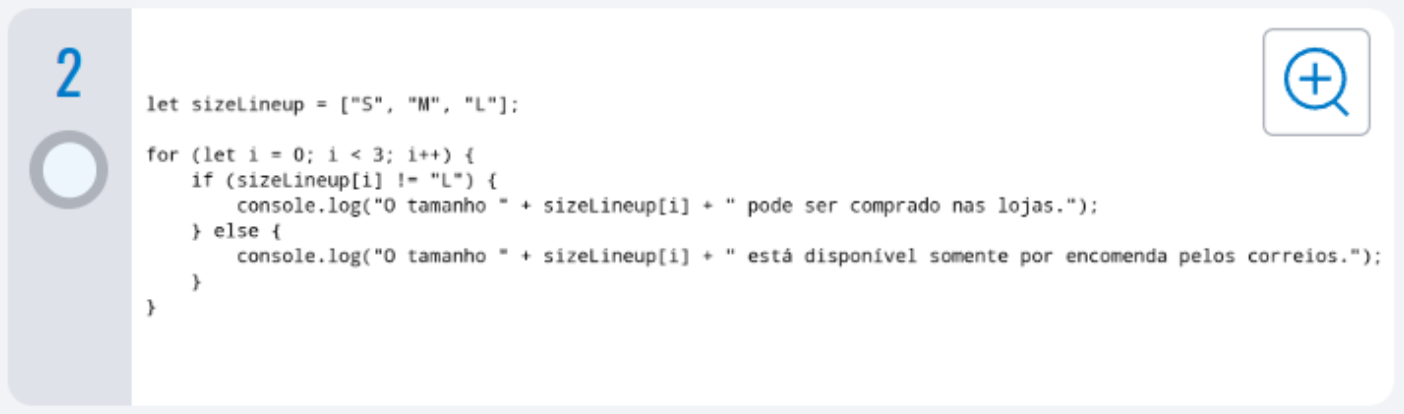 2
let sizeLineup = ["S", "M", "L"];
for (let i = 0; i < 3; i++) {
    if (sizeLineup[i] != "L") {
        console.log("O tamanho " + sizeLineup[i] + " pode ser comprado nas lojas.");
    } else {
        console.log("O tamanho " + sizeLineup[i] + " está disponível somente por encomenda pelos correios.");
    }
}